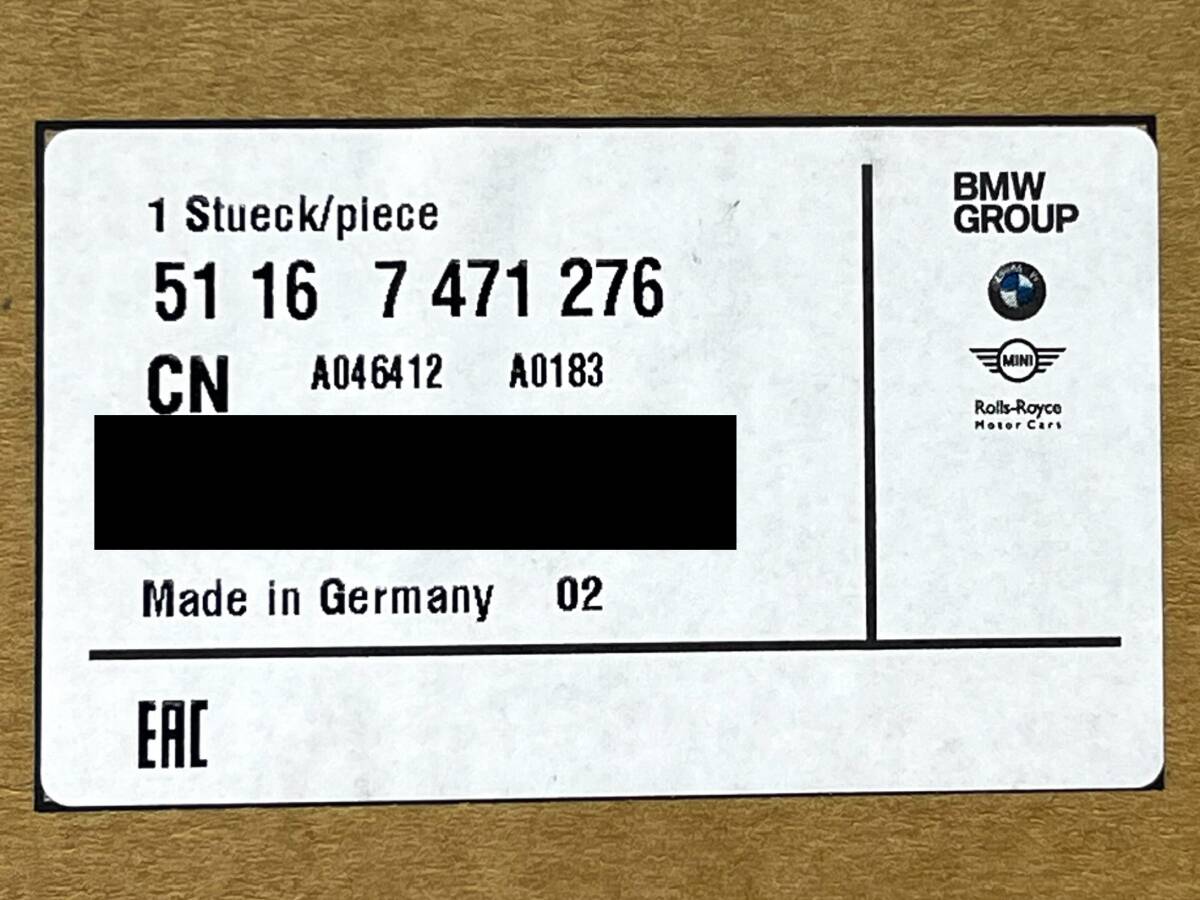 1 Stueck/piece
51 16 7 471 276
CN A046412 A0183
Made in Germany 02
EAC
BMW
GROUP
MINI
Rolls-Royce
Motor Cars